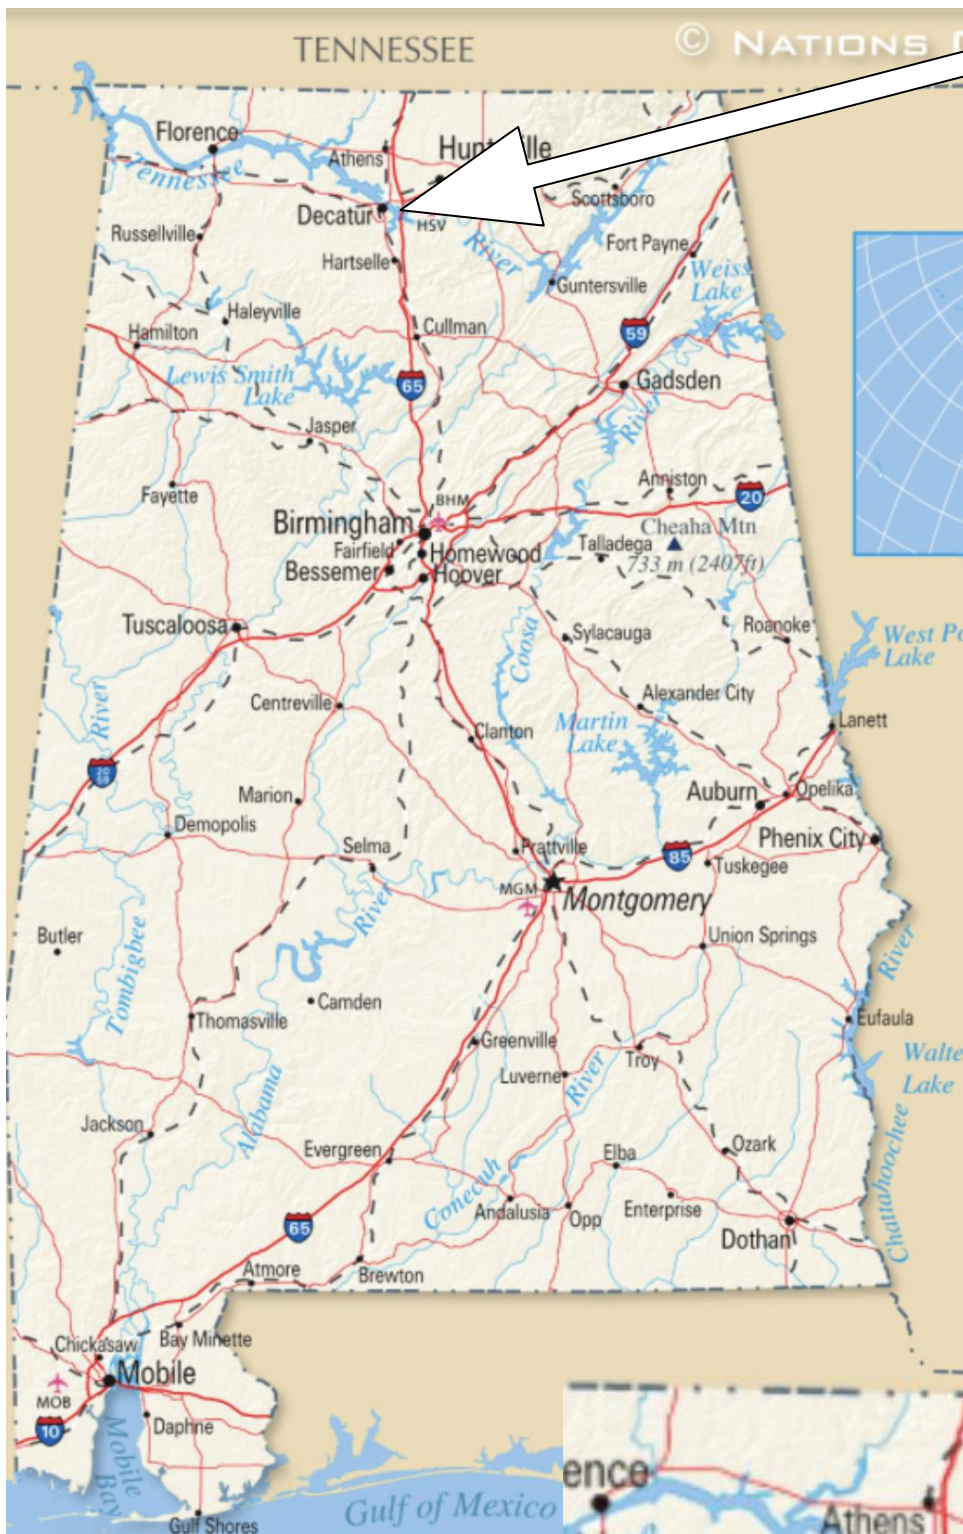 TENNESSEE
© NATIONS
Florence
Athens
Tennessee
Scottsboro
Decatur
HSV
Russellville
River
Fort Payne
Hartselle
Weiss
Lake
Guntersville
Haleyville
Hamilton
Cullman
59
Lewis Smith
Lake
65
Gadsden
River
Jasper
Anniston
Fayette
BHM
20
Birmingham
Cheaha Mtn
Fairfield
Homewood
Talladega
733 m (2407ft)
Bessemer
Hoover
Tuscaloosa
Coosa
Sylacauga
Roanoke
West Po
Lake
River
Centreville
Alexander City
Martin
Lake
Lanett
Clanton
20
59
Marion
Auburn
Opelika
Demopolis
Selma
Prattville
85
Phenix City
Tuskegee
MGM
Montgomery
River
Butler
Tombigbee
Union Springs
River
Camden
Thomasville
Eufaula
Greenville
Troy
Walte
Lake
Luverne
River
Alabama
Jackson
Evergreen
Elba
Ozark
Chattahoochee
Conecuh
Andalusia
Opp
Enterprise
65
Dothan
Atmore
Brewton
Chickasaw
Bay Minette
Mobile
MOB
10
Daphne
Mobile
Bay
ence
Gulf of Mexico
Athens
Gulf Shores